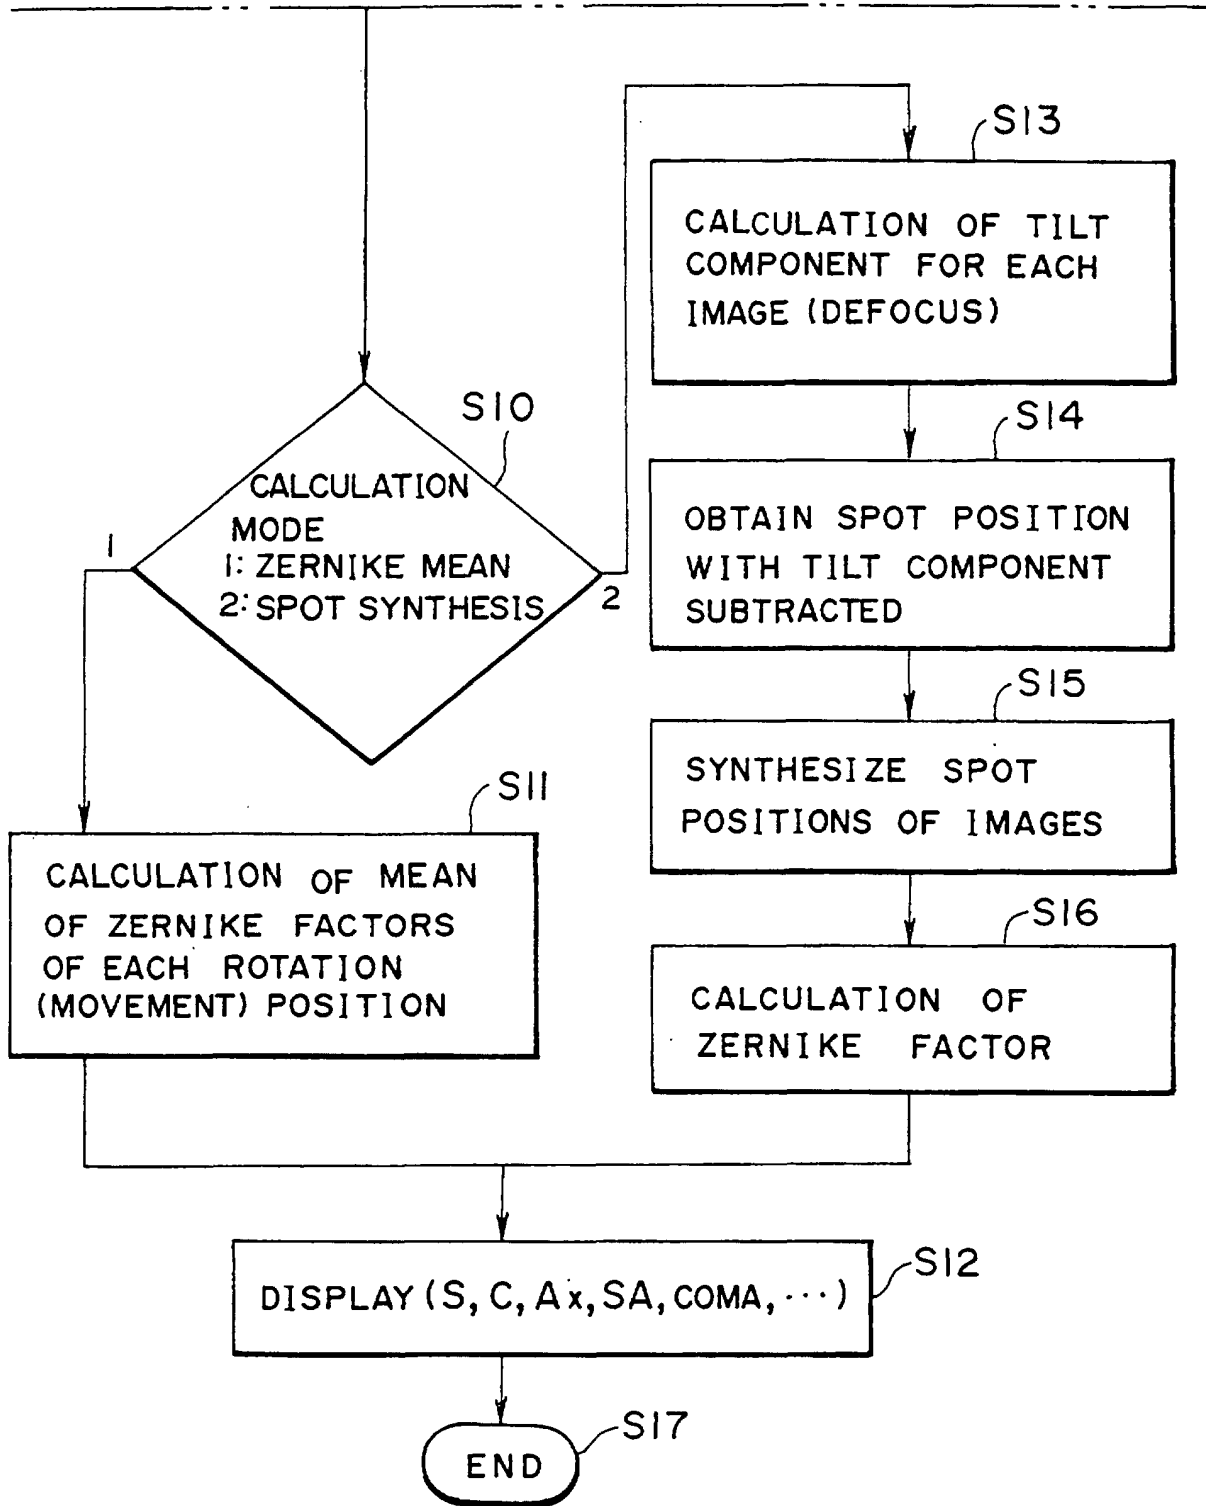 S10
CALCULATION
MODE
1: ZERNIKE MEAN
2: SPOT SYNTHESIS
1
2
S11
CALCULATION OF MEAN
OF ZERNIKE FACTORS
OF EACH ROTATION
(MOVEMENT) POSITION
S13
CALCULATION OF TILT
COMPONENT FOR EACH
IMAGE (DEFOCUS)
S14
OBTAIN SPOT POSITION
WITH TILT COMPONENT
SUBTRACTED
S15
SYNTHESIZE SPOT
POSITIONS OF IMAGES
S16
CALCULATION OF
ZERNIKE FACTOR
S12
DISPLAY (S, C, Ax, SA, COMA, ···)
S17
END